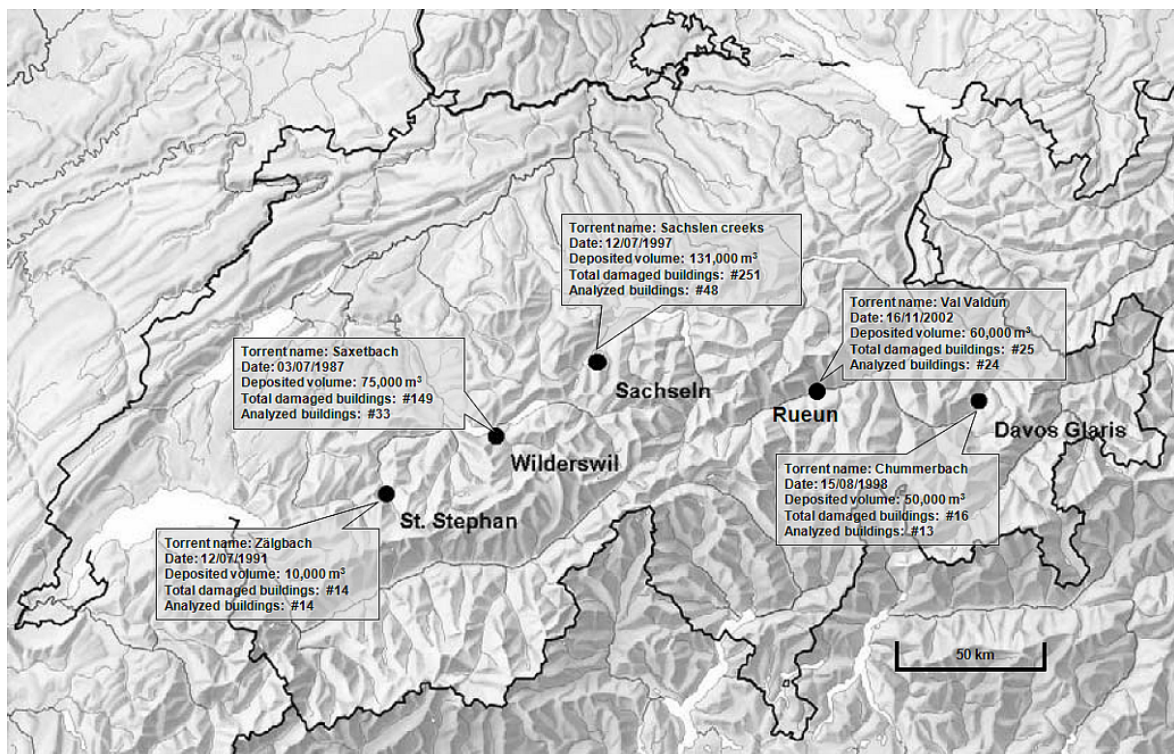 Torrent name: Sachslen creeks
Date: 12/07/1997
Deposited volume: 131,000 m³
Total damaged buildings: #251
Analyzed buildings: #48
Sachseln
Torrent name: Val Valdun
Date: 16/11/2002
Deposited volume: 60,000 m³
Total damaged buildings: #25
Analyzed buildings: #24
Rueun
Torrent name: Saxetbach
Date: 03/07/1987
Deposited volume: 75,000 m³
Total damaged buildings: #149
Analyzed buildings: #33
Wilderswil
Davos Glaris
Torrent name: Chummerbach
Date: 15/08/1998
Deposited volume: 50,000 m³
Total damaged buildings: #16
Analyzed buildings: #13
St. Stephan
Torrent name: Zälgbach
Date: 12/07/1991
Deposited volume: 10,000 m³
Total damaged buildings: #14
Analyzed buildings: #14
50 km